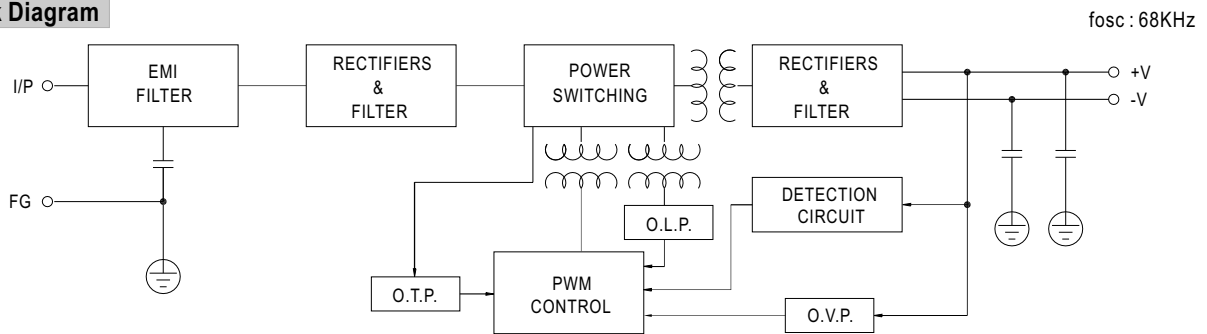 Diagram
fosc : 68KHz
I/P
EMI
FILTER
RECTIFIERS
&
FILTER
POWER
SWITCHING
RECTIFIERS
&
FILTER
+V
-V
FG
DETECTION
CIRCUIT
O.L.P.
O.T.P.
PWM
CONTROL
O.V.P.